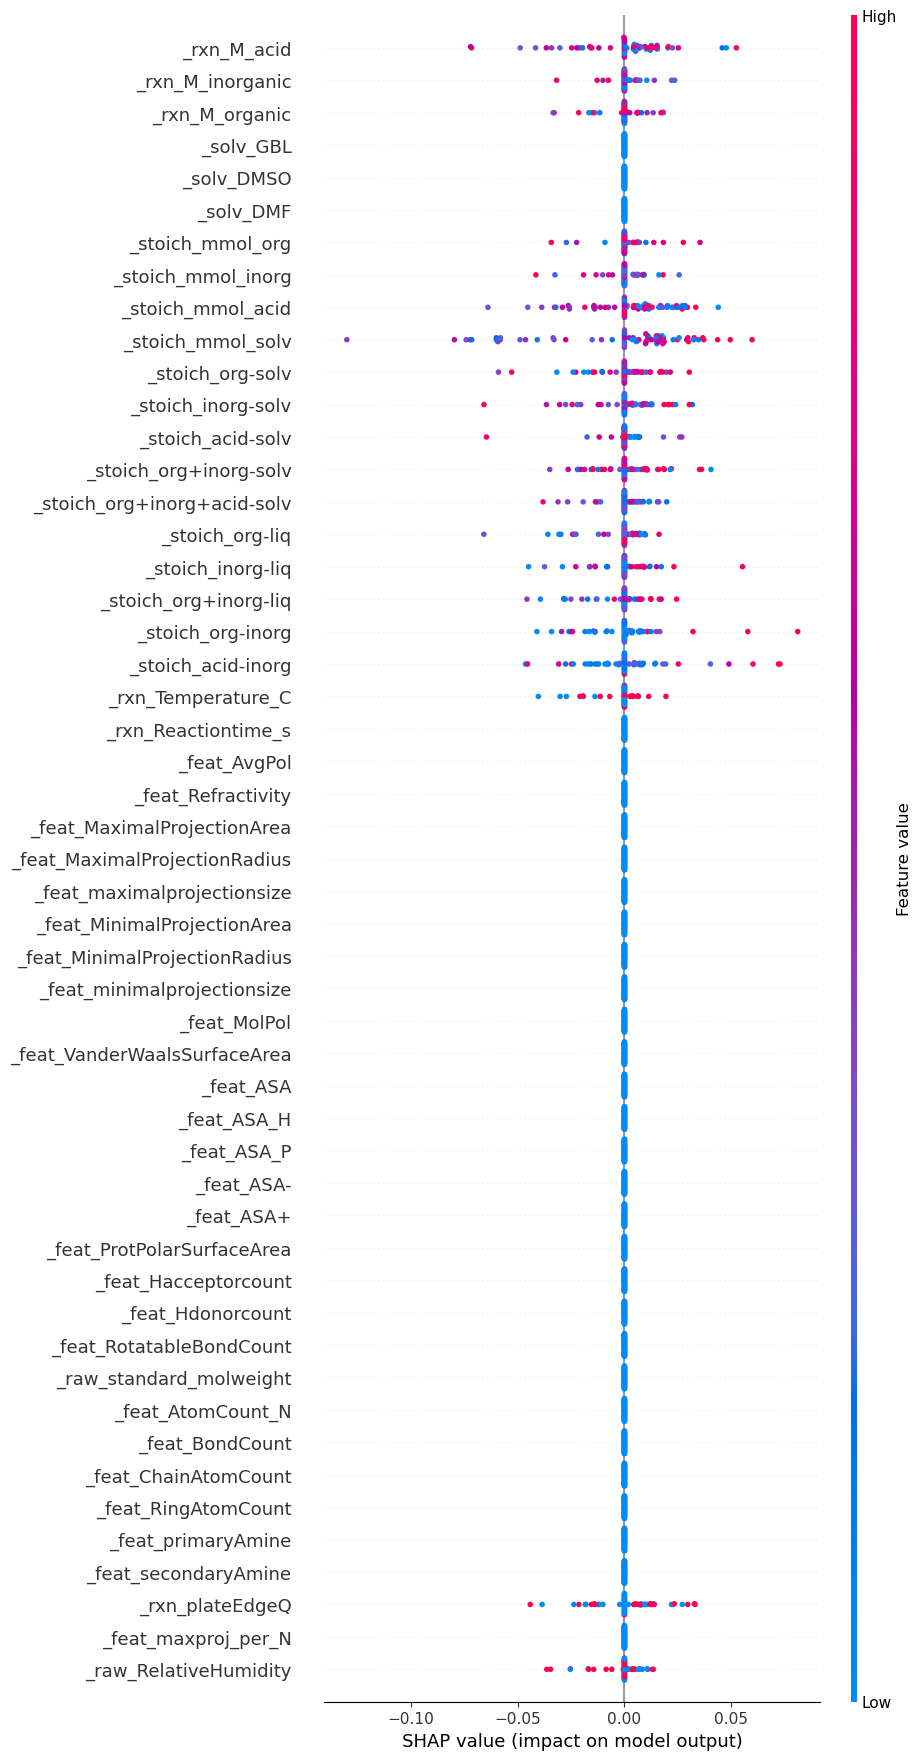 High
_rxn_M_acid
_rxn_M_inorganic
_rxn_M_organic
_solv_GBL
_solv_DMSO
_solv_DMF
_stoich_mmol_org
_stoich_mmol_inorg
_stoich_mmol_acid
_stoich_mmol_solv
_stoich_org-solv
_stoich_inorg-solv
_stoich_acid-solv
_stoich_org+inorg-solv
_stoich_org+inorg+acid-solv
_stoich_org-liq
_stoich_inorg-liq
_stoich_org+inorg-liq
_stoich_org-inorg
_stoich_acid-inorg
_rxn_Temperature_C
_rxn_Reactiontime_s
_feat_AvgPol
_feat_Refractivity
_feat_MaximalProjectionArea
_feat_MaximalProjectionRadius
_feat_maximalprojectionsize
_feat_MinimalProjectionArea
_feat_MinimalProjectionRadius
_feat_minimalprojectionsize
_feat_MolPol
_feat_VanderWaalsSurfaceArea
_feat_ASA
_feat_ASA_H
_feat_ASA_P
_feat_ASA-
_feat_ASA+
_feat_ProtPolarSurfaceArea
_feat_Hacceptorcount
_feat_Hdonorcount
_feat_RotatableBondCount
_raw_standard_molweight
_feat_AtomCount_N
_feat_BondCount
_feat_ChainAtomCount
_feat_RingAtomCount
_feat_primaryAmine
_feat_secondaryAmine
_rxn_plateEdgeQ
_feat_maxproj_per_N
_raw_RelativeHumidity
Feature value
Low
−0.10 −0.05 0.00 0.05
SHAP value (impact on model output)